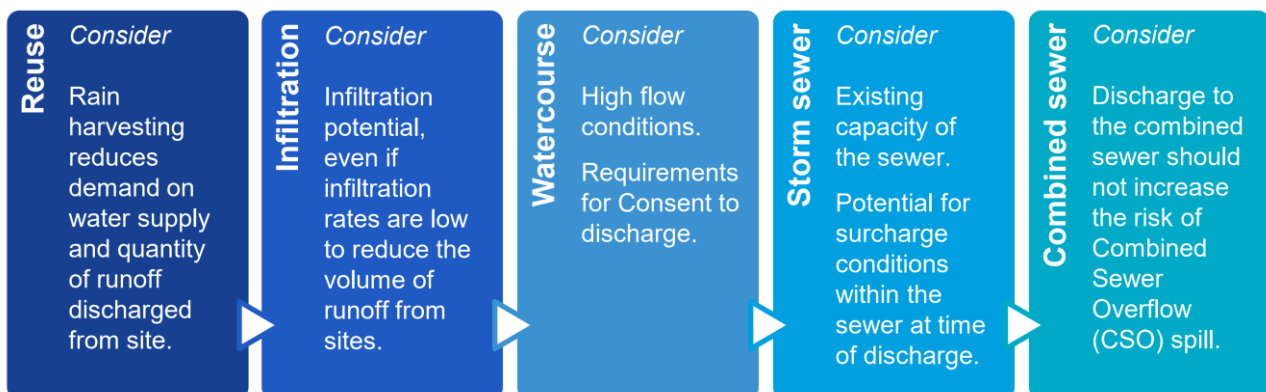 Reuse
Consider
Rain
harvesting
reduces
demand on
water supply
and quantity
of runoff
discharged
from site.
Infiltration
Consider
Infiltration
potential,
even if
infiltration
rates are low
to reduce the
volume of
runoff from
sites.
Watercourse
Consider
High flow
conditions.
Requirements
for Consent to
discharge.
Storm sewer
Consider
Existing
capacity of
the sewer.
Potential for
surcharge
conditions
within the
sewer at time
of discharge.
Combined sewer
Consider
Discharge to
the combined
sewer should
not increase
the risk of
Combined
Sewer
Overflow
(CSO) spill.